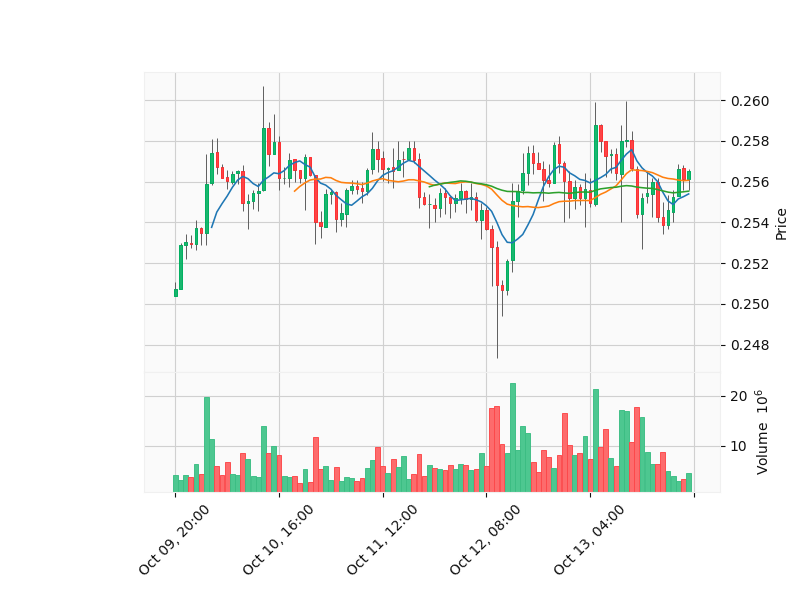 0.260
0.258
0.256
0.254
0.252
0.250
0.248
Price
20
10
Volume 10^6
Oct 09, 20:00
Oct 10, 16:00
Oct 11, 12:00
Oct 12, 08:00
Oct 13, 04:00